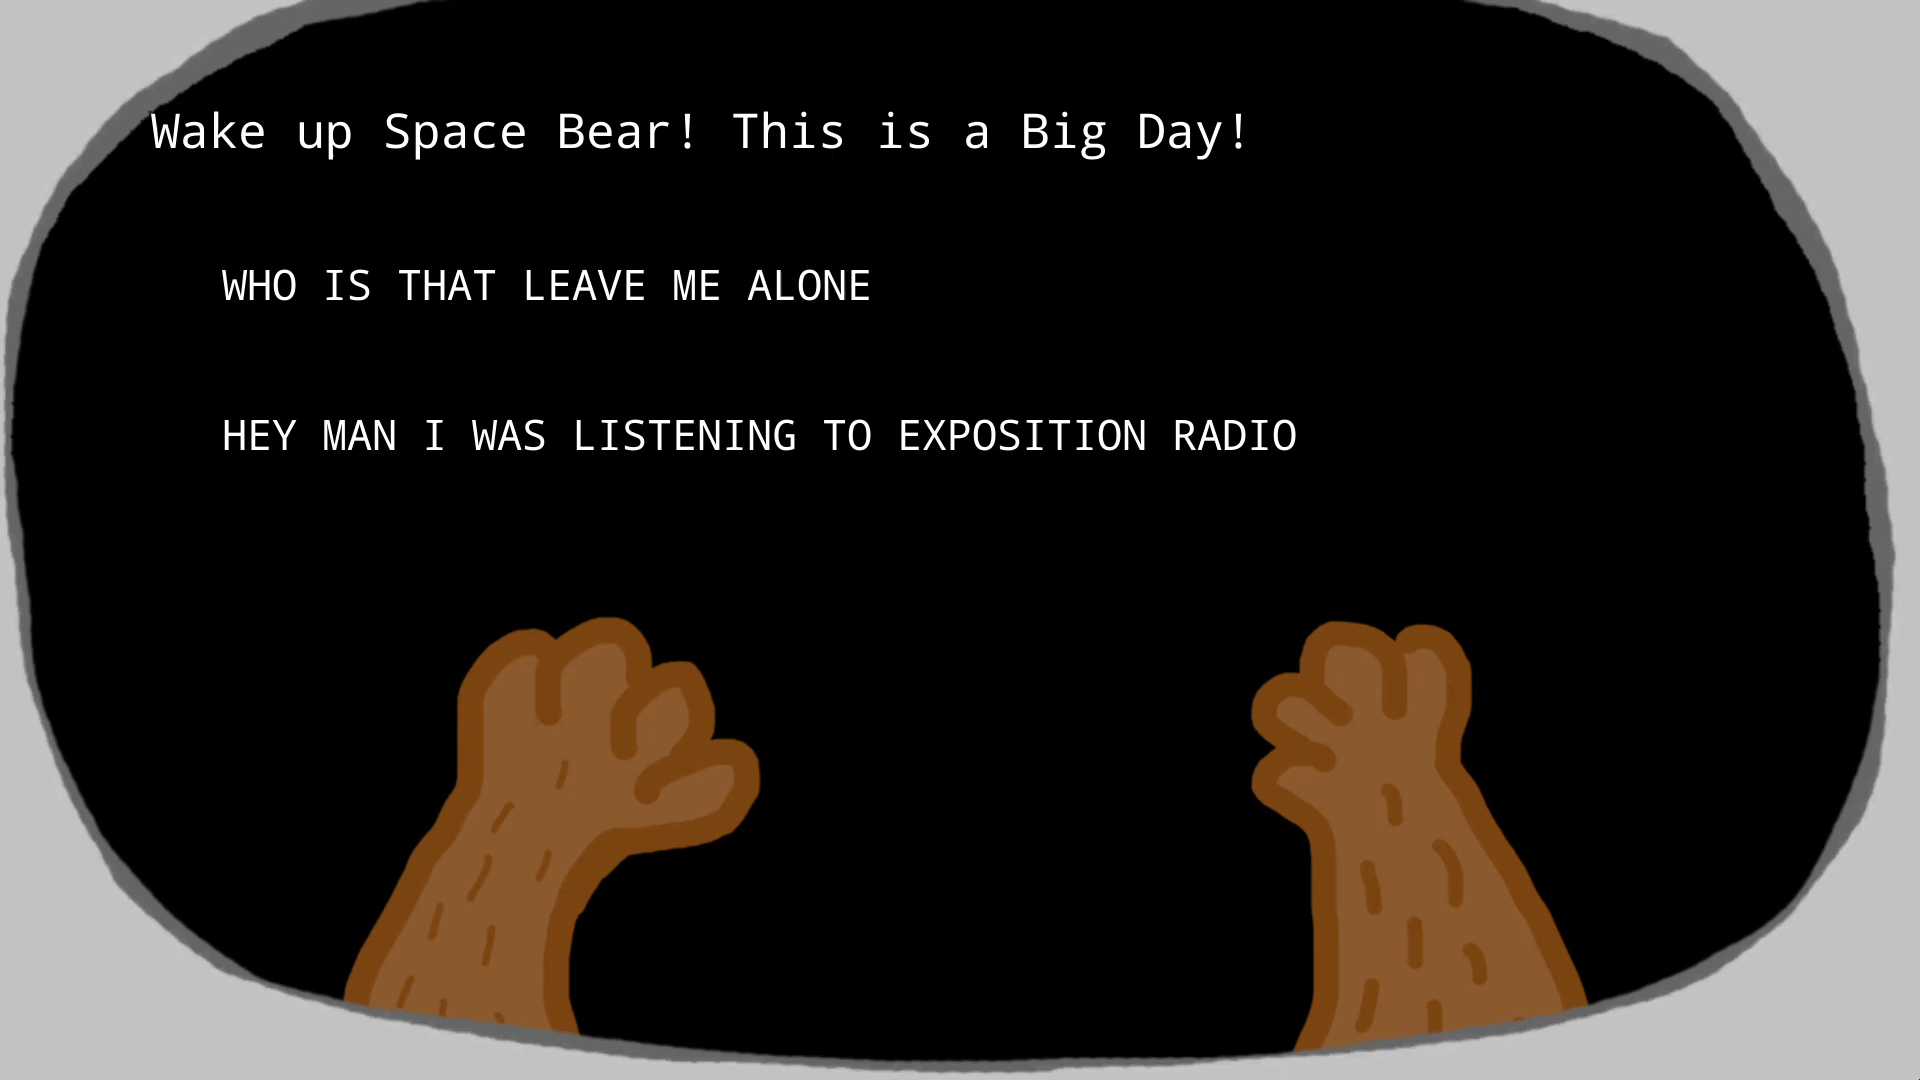 Wake up Space Bear! This is a Big Day!
WHO IS THAT LEAVE ME ALONE
HEY MAN I WAS LISTENING TO EXPOSITION RADIO